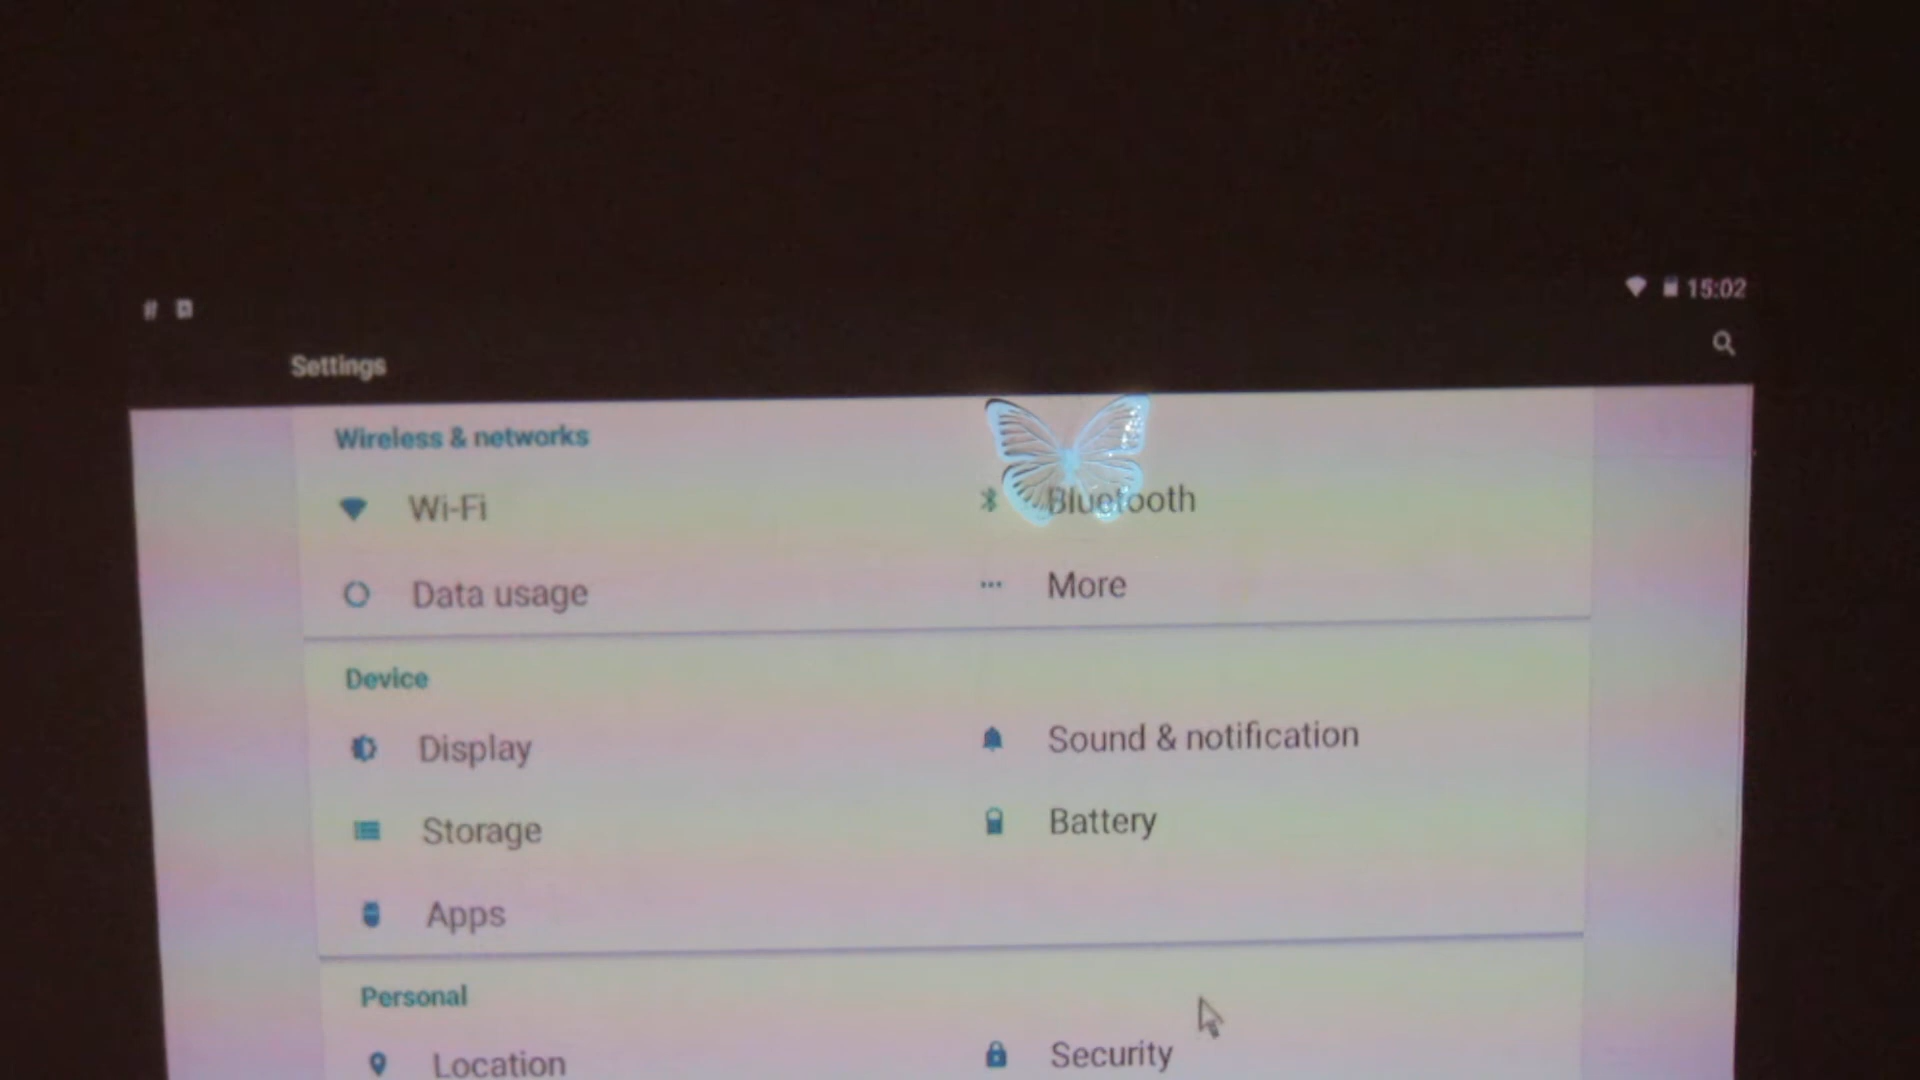 15:02
Settings
Wireless & networks
Wi-Fi
Bluetooth
Data usage
More
Device
Display
Sound & notification
Storage
Battery
Apps
Personal
Location
Security